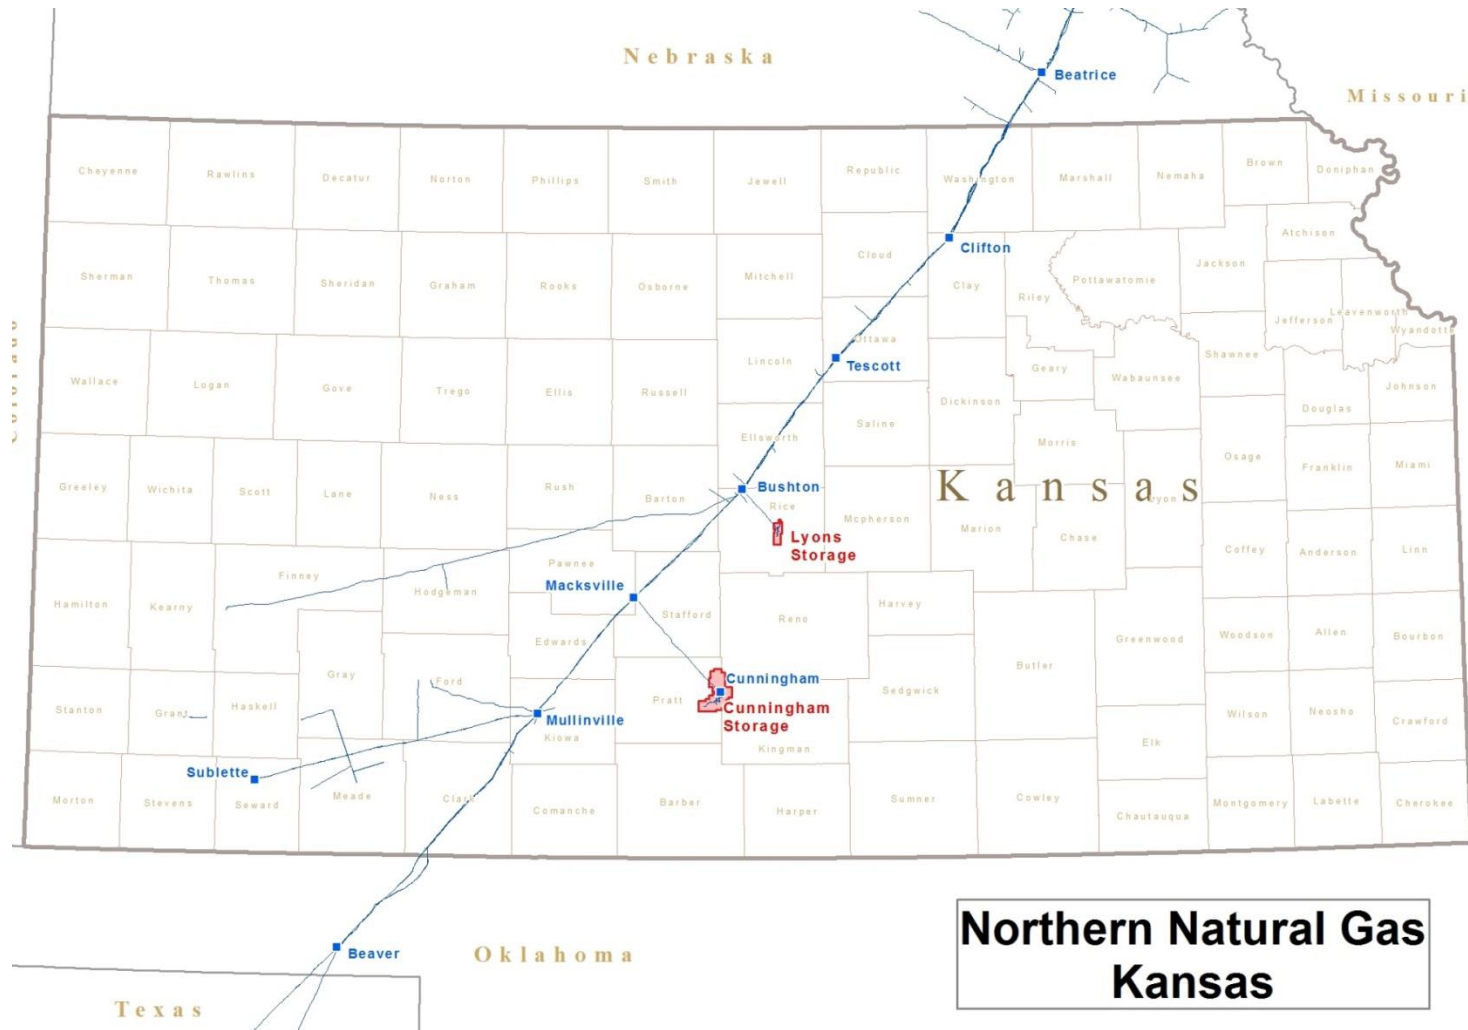 Nebraska
Beatrice
Missouri
Cheyenne
Rawlins
Decatur
Norton
Phillips
Smith
Jewell
Republic
Washington
Marshall
Nemaha
Brown
Doniphan
Atchison
Clifton
Sherman
Thomas
Sheridan
Graham
Rooks
Osborne
Mitchell
Cloud
Clay
Riley
Pottawatomie
Jackson
Jefferson
Leavenworth
Wyandotte
Colorado
Wallace
Logan
Gove
Trego
Ellis
Russell
Lincoln
Ottawa
Tescott
Geary
Wabaunsee
Shawnee
Johnson
Douglas
Dickinson
Saline
Ellsworth
Morris
Osage
Franklin
Miami
Kansas
Greeley
Wichita
Scott
Lane
Ness
Rush
Barton
Bushton
Rice
Mcpherson
Marion
Chase
Lyon
Coffey
Anderson
Linn
Lyons
Storage
Finney
Hodgeman
Pawnee
Macksville
Stafford
Reno
Harvey
Hamilton
Kearny
Edwards
Greenwood
Woodson
Allen
Bourbon
Butler
Sedgwick
Gray
Ford
Pratt
Cunningham
Cunningham
Storage
Stanton
Grant
Haskell
Mullinville
Kiowa
Kingman
Elk
Wilson
Neosho
Crawford
Sublette
Morton
Stevens
Seward
Meade
Clark
Comanche
Barber
Harper
Sumner
Cowley
Chautauqua
Montgomery
Labette
Cherokee
Beaver
Oklahoma
Texas
Northern Natural Gas
Kansas